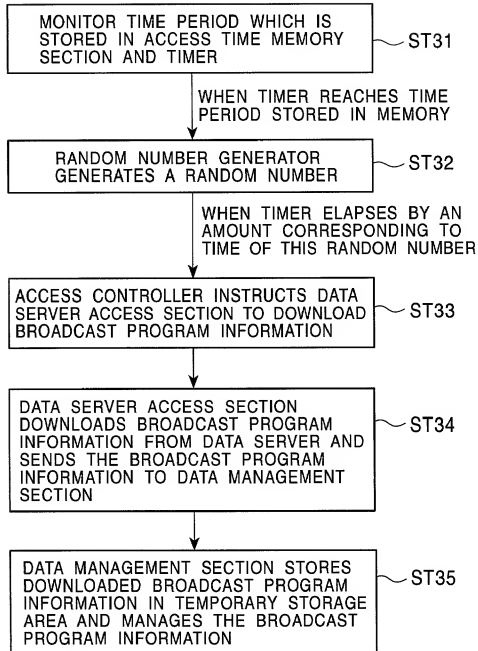 MONITOR TIME PERIOD WHICH IS
STORED IN ACCESS TIME MEMORY
SECTION AND TIMER
ST31
WHEN TIMER REACHES TIME
PERIOD STORED IN MEMORY
RANDOM NUMBER GENERATOR
GENERATES A RANDOM NUMBER
ST32
WHEN TIMER ELAPSES BY AN
AMOUNT CORRESPONDING TO
TIME OF THIS RANDOM NUMBER
ACCESS CONTROLLER INSTRUCTS DATA
SERVER ACCESS SECTION TO DOWNLOAD
BROADCAST PROGRAM INFORMATION
ST33
DATA SERVER ACCESS SECTION
DOWNLOADS BROADCAST PROGRAM
INFORMATION FROM DATA SERVER AND
SENDS THE BROADCAST PROGRAM
INFORMATION TO DATA MANAGEMENT
SECTION
ST34
DATA MANAGEMENT SECTION STORES
DOWNLOADED BROADCAST PROGRAM
INFORMATION IN TEMPORARY STORAGE
AREA AND MANAGES THE BROADCAST
PROGRAM INFORMATION
ST35